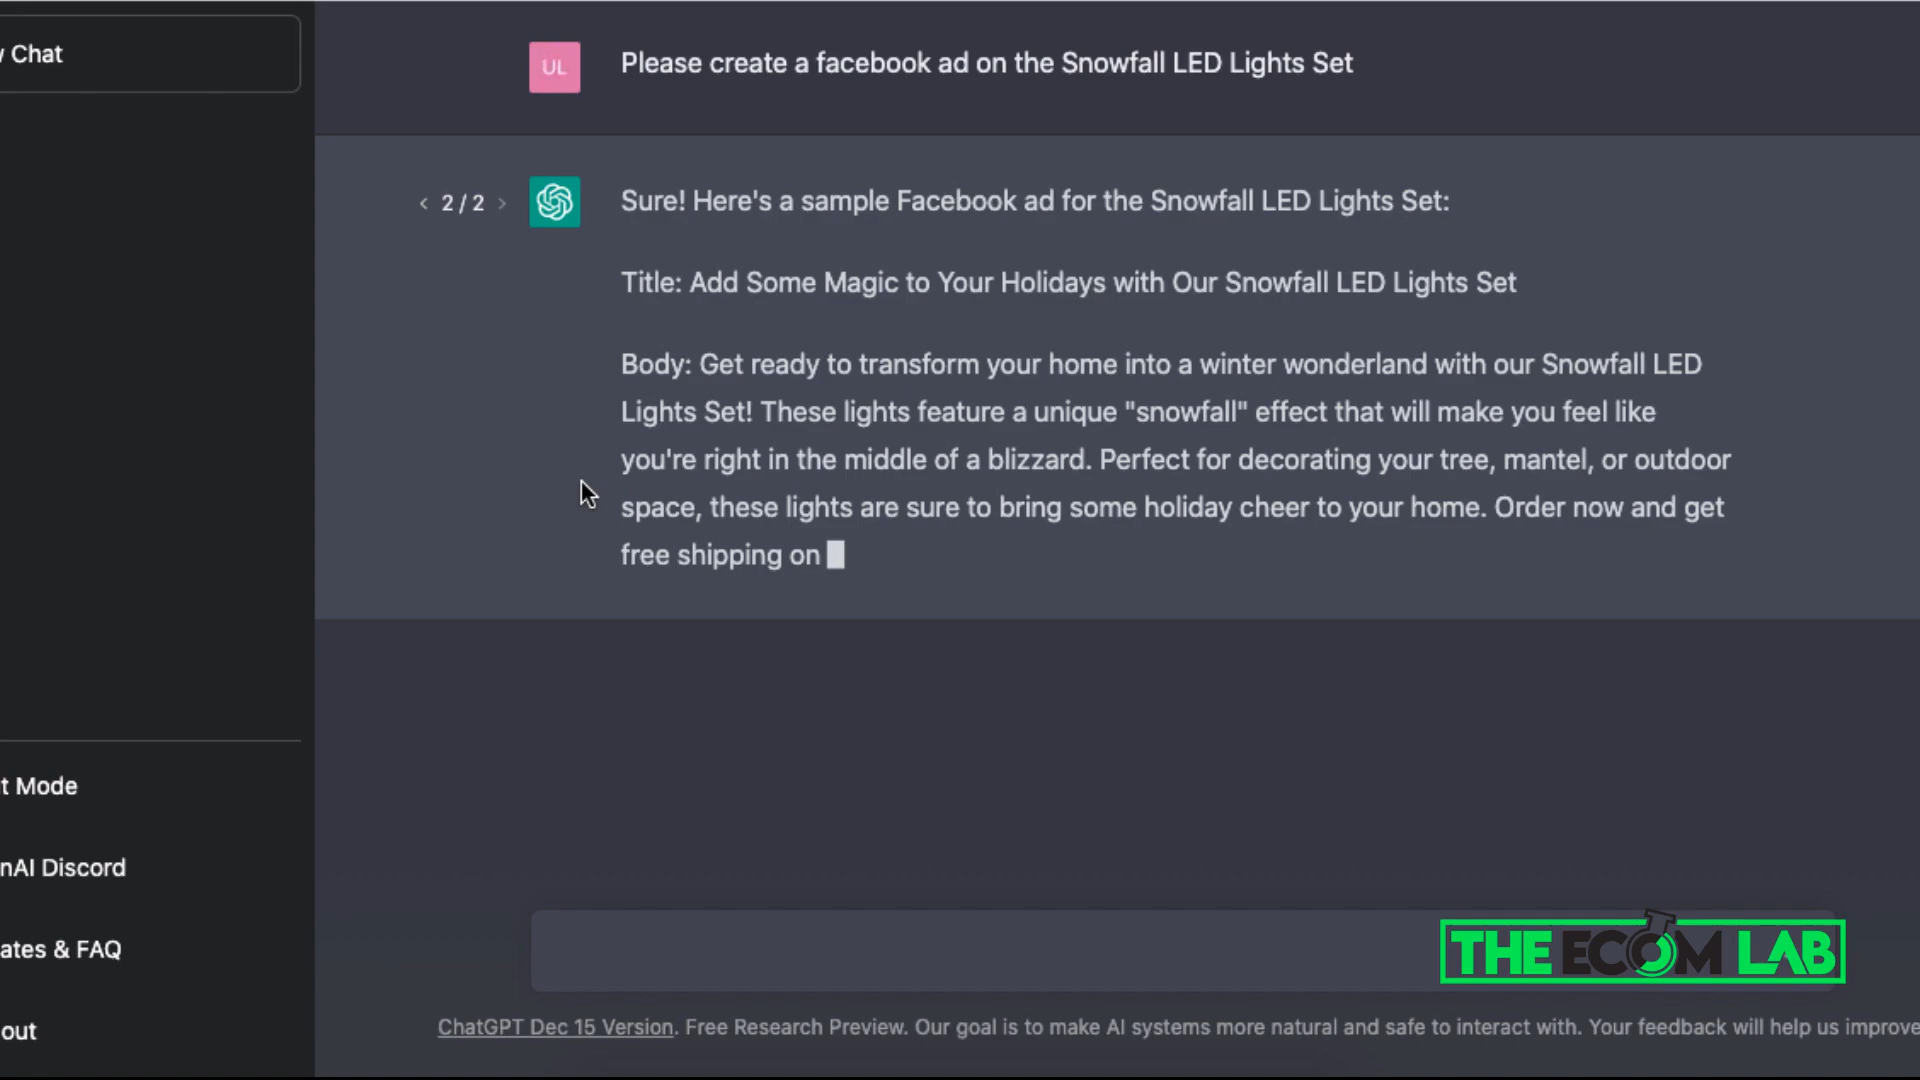 Chat
UL
Please create a facebook ad on the Snowfall LED Lights Set
< 2 / 2 >
Sure! Here's a sample Facebook ad for the Snowfall LED Lights Set:
Title: Add Some Magic to Your Holidays with Our Snowfall LED Lights Set
Body: Get ready to transform your home into a winter wonderland with our Snowfall LED
Lights Set! These lights feature a unique "snowfall" effect that will make you feel like
you're right in the middle of a blizzard. Perfect for decorating your tree, mantel, or outdoor
space, these lights are sure to bring some holiday cheer to your home. Order now and get
free shipping on
t Mode
nAI Discord
ates & FAQ
out
THE ECOM LAB
ChatGPT Dec 15 Version. Free Research Preview. Our goal is to make AI systems more natural and safe to interact with. Your feedback will help us improve